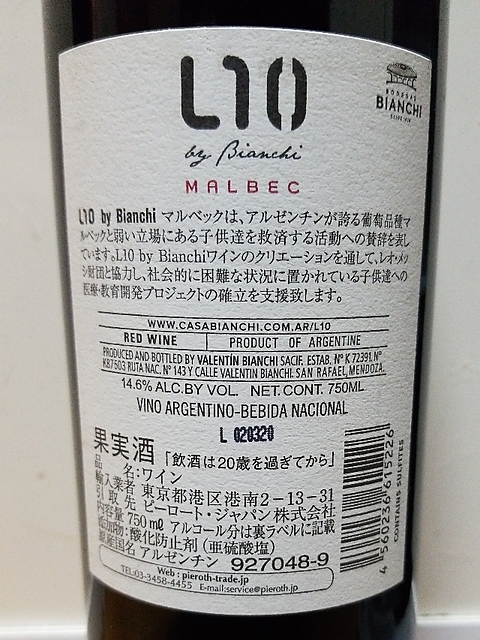 L10
by Bianchi
BODEGAS
BIANCHI
DESDE 1928
MALBEC
L10 by Bianchi マルベックは、アルゼンチンが誇る葡萄品種マ
ルベックと弱い立場にある子供達を救済する活動への賛辞を表し
ています。L10 by Bianchiワインのクリエーションを通して、レオ・メッ
シ財団と協力し、社会的に困難な状況に置かれている子供達への
医療・教育開発プロジェクトの確立を支援致します。
WWW.CASABIANCHI.COM.AR/L10
RED WINE PRODUCT OF ARGENTINE
PRODUCED AND BOTTLED BY VALENTÍN BIANCHI SACIF. ESTAB. N° K 72391, N°
K87503 RUTA NAC. N° 143 Y CALLE VALENTIN BIANCHI. SAN RAFAEL, MENDOZA.
14.6% ALC.BY VOL. NET.CONT. 750ML
VINO ARGENTINO-BEBIDA NACIONAL
L 020320
果実酒 「飲酒は20歳を過ぎてから」
品名:ワイン
輸入業者 東京都港区港南2-13-31
引取先 ピーロート・ジャパン株式会社
内容量 750㎖ アルコール分は裏ラベルに記載
添加物:酸化防止剤 (亜硫酸塩)
原産国名 アルゼンチン 927048-9
Web : pieroth-trade.jp
TEL:03-3458-4455 E-mail:service@pieroth.jp
4 560236 615226
CONTAINS SULFITES